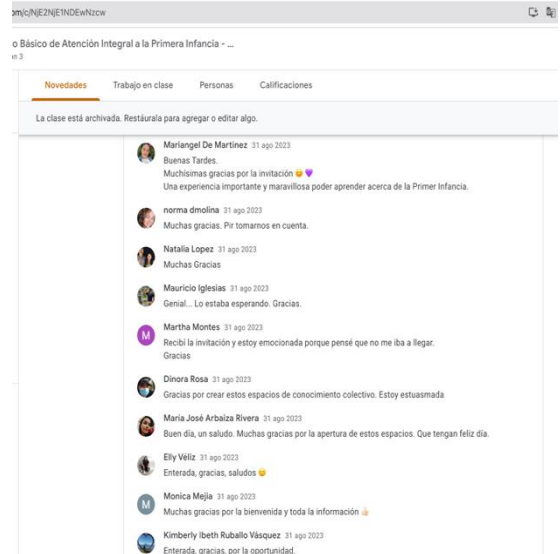 om/c/NjE2NjE1NDEwNzcw
o Básico de Atención Integral a la Primera Infancia - ...
ón 3
Novedades Trabajo en clase Personas Calificaciones
La clase está archivada. Restáurala para agregar o editar algo.
Mariangel De Martinez 31 ago 2023
Buenas Tardes.
Muchísimas gracias por la invitación 😊 💜
Una experiencia importante y maravillosa poder aprender acerca de la Primer Infancia.
norma dmolina 31 ago 2023
Muchas gracias. Pir tomarnos en cuenta.
Natalia Lopez 31 ago 2023
Muchas Gracias
Mauricio Iglesias 31 ago 2023
Genial... Lo estaba esperando. Gracias.
M
Martha Montes 31 ago 2023
Recibí la invitación y estoy emocionada porque pensé que no me iba a llegar.
Gracias
Dinora Rosa 31 ago 2023
Gracias por crear estos espacios de conocimiento colectivo. Estoy estuasmada
María José Arbaiza Rivera 31 ago 2023
Buen día, un saludo. Muchas gracias por la apertura de estos espacios. Que tengan feliz día.
Elly Véliz 31 ago 2023
Enterada, gracias, saludos 😊
M
Monica Mejia 31 ago 2023
Muchas gracias por la bienvenida y toda la información 👍🏻
Kimberly Ibeth Ruballo Vásquez 31 ago 2023
Enterada, gracias, por la oportunidad.